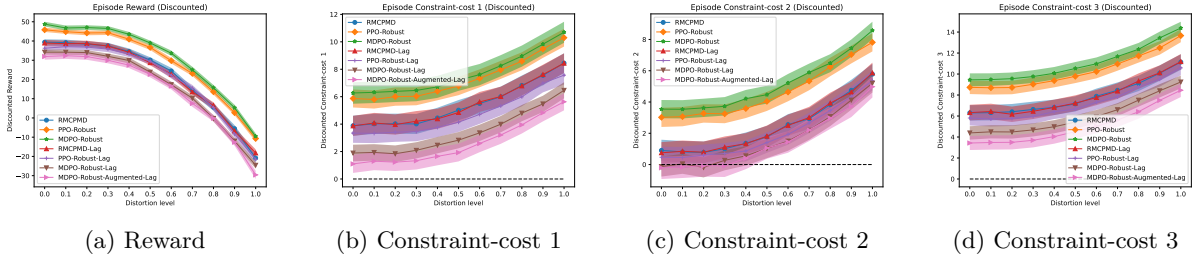 Episode Reward (Discounted)
Discounted Reward
50
40
30
20
10
0
−10
−20
−30
RMCPMD
PPO-Robust
MDPO-Robust
RMCPMD-Lag
PPO-Robust-Lag
MDPO-Robust-Lag
MDPO-Robust-Augmented-Lag
0.0 0.1 0.2 0.3 0.4 0.5 0.6 0.7 0.8 0.9 1.0
Distortion level
(a) Reward
Episode Constraint-cost 1 (Discounted)
Discounted Constraint-cost 1
12
10
8
6
4
2
0
RMCPMD
PPO-Robust
MDPO-Robust
RMCPMD-Lag
PPO-Robust-Lag
MDPO-Robust-Lag
MDPO-Robust-Augmented-Lag
0.0 0.1 0.2 0.3 0.4 0.5 0.6 0.7 0.8 0.9 1.0
Distortion level
(b) Constraint-cost 1
Episode Constraint-cost 2 (Discounted)
Discounted Constraint-cost 2
8
6
4
2
0
RMCPMD
PPO-Robust
MDPO-Robust
RMCPMD-Lag
PPO-Robust-Lag
MDPO-Robust-Lag
MDPO-Robust-Augmented-Lag
0.0 0.1 0.2 0.3 0.4 0.5 0.6 0.7 0.8 0.9 1.0
Distortion level
(c) Constraint-cost 2
Episode Constraint-cost 3 (Discounted)
Discounted Constraint-cost 3
14
12
10
8
6
4
2
0
RMCPMD
PPO-Robust
MDPO-Robust
RMCPMD-Lag
PPO-Robust-Lag
MDPO-Robust-Lag
MDPO-Robust-Augmented-Lag
0.0 0.1 0.2 0.3 0.4 0.5 0.6 0.7 0.8 0.9 1.0
Distortion level
(d) Constraint-cost 3